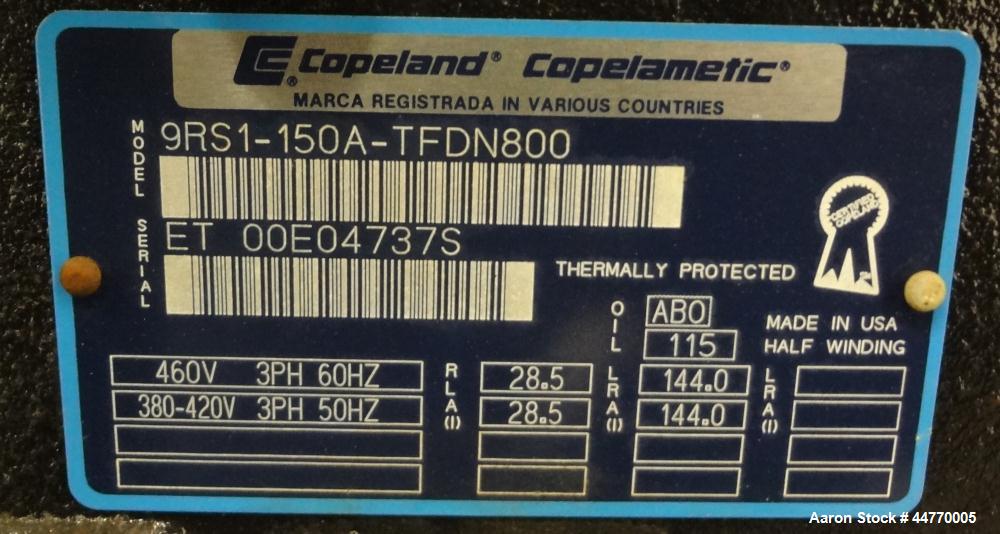 Copeland® Copelametic®
MARCA REGISTRADA IN VARIOUS COUNTRIES
MODEL 9RS1-150A-TFDN800
SERIAL ET 00E04737S
CERTIFIED COPELAND
THERMALLY PROTECTED
OIL ABO
115
MADE IN USA
HALF WINDING
460V 3PH 60HZ RLA(I) 28.5 LRA(I) 144.0 LRA(I)
380-420V 3PH 50HZ 28.5 144.0
Aaron Stock # 44770005